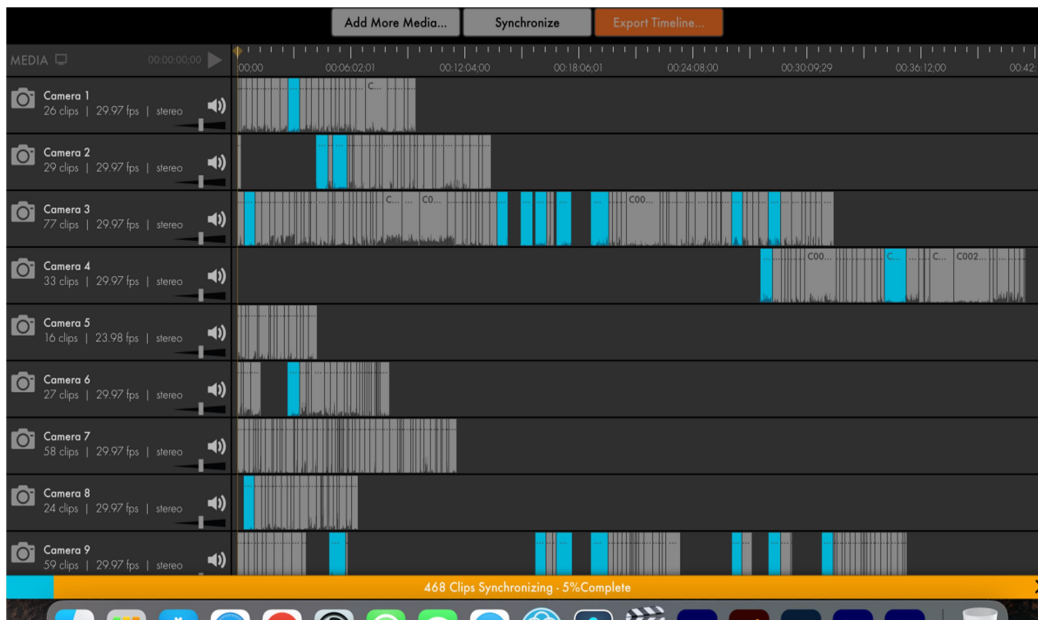 Add More Media...
Synchronize
Export Timeline...
MEDIA
00:00:00;00
00:00
00:06:02;01
00:12:04;00
00:18:06;01
00:24:08;00
00:30:09;29
00:36:12;00
00:42:
Camera 1
26 clips | 29.97 fps | stereo
C...
Camera 2
29 clips | 29.97 fps | stereo
Camera 3
77 clips | 29.97 fps | stereo
C... ... C0...
C00...
Camera 4
33 clips | 29.97 fps | stereo
C00... C... C... C002...
Camera 5
16 clips | 23.98 fps | stereo
Camera 6
27 clips | 29.97 fps | stereo
Camera 7
58 clips | 29.97 fps | stereo
Camera 8
24 clips | 29.97 fps | stereo
Camera 9
59 clips | 29.97 fps | stereo
468 Clips Synchronizing - 5%Complete